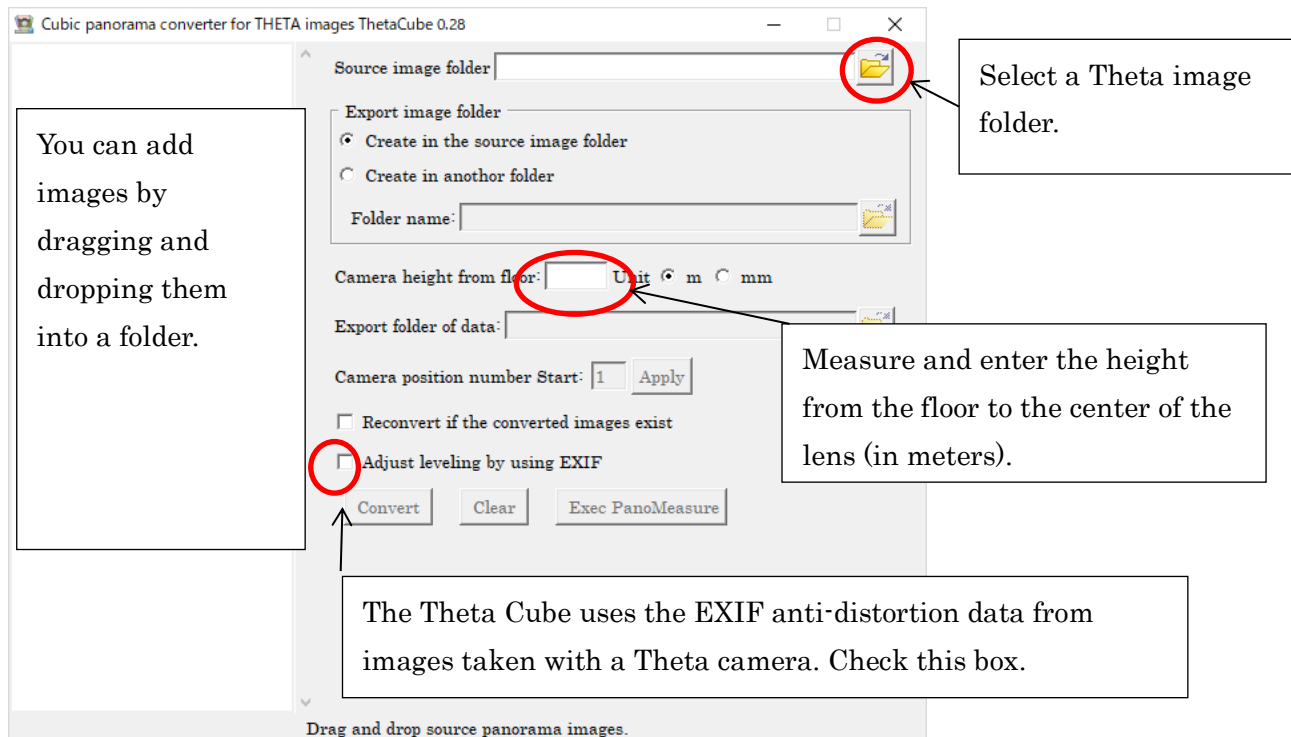 Cubic panorama converter for THETA images ThetaCube 0.28
Source image folder
Select a Theta image
folder.
You can add
images by
dragging and
dropping them
into a folder.
Export image folder
Create in the source image folder
Create in anothor folder
Folder name:
Camera height from floor:
Unit
m
mm
Export folder of data:
Measure and enter the height
from the floor to the center of the
lens (in meters).
Camera position number Start:
1
Apply
Reconvert if the converted images exist
Adjust leveling by using EXIF
Convert
Clear
Exec PanoMeasure
The Theta Cube uses the EXIF anti-distortion data from
images taken with a Theta camera. Check this box.
Drag and drop source panorama images.